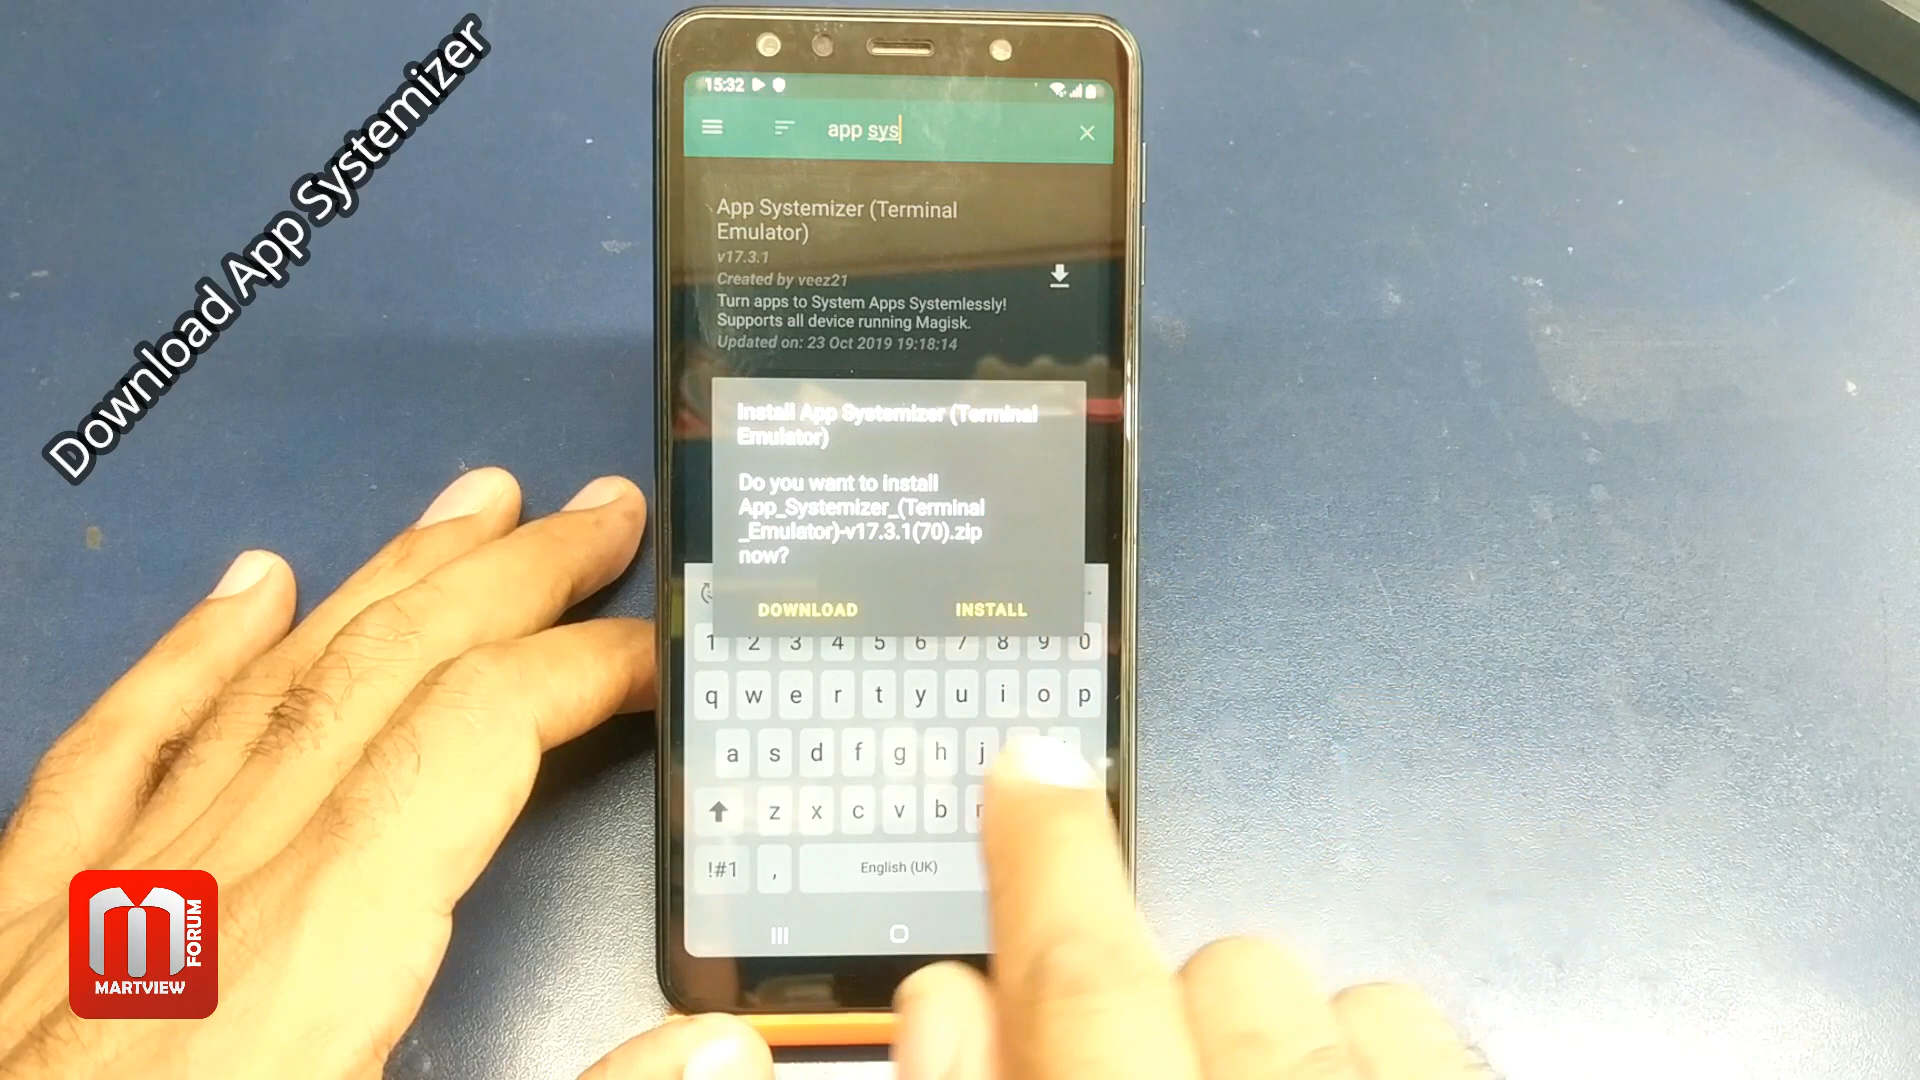 Download App Systemizer
15:32
app sys
App Systemizer (Terminal
Emulator)
v17.3.1
Created by veez21
Turn apps to System Apps Systemlessly!
Supports all device running Magisk.
Updated on: 23 Oct 2019 19:18:14
Install App Systemizer (Terminal
Emulator)
Do you want to install
App_Systemizer_(Terminal
_Emulator)-v17.3.1(70).zip
now?
DOWNLOAD INSTALL
1 2 3 4 5 6 7 8 9 0
q w e r t y u i o p
a s d f g h j
z x c v b
!#1 , English (UK)
FORUM
MARTVIEW